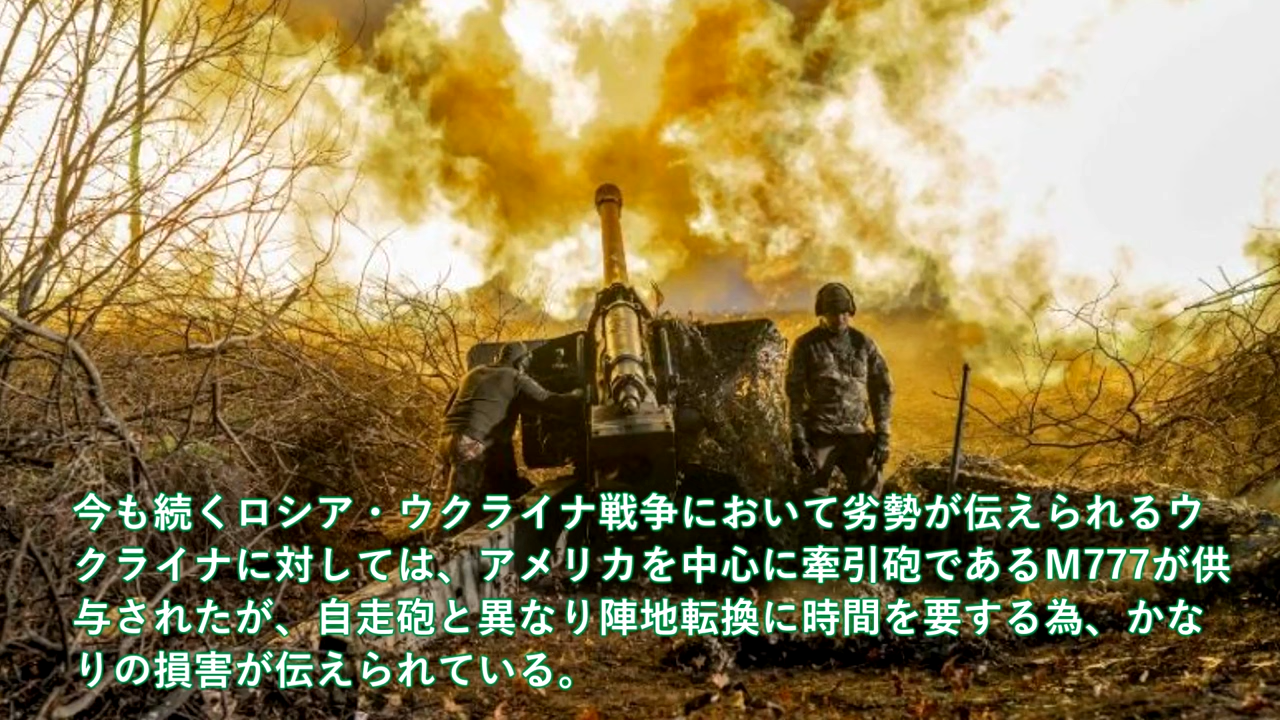 今も続くロシア・ウクライナ戦争において劣勢が伝えられるウ
クライナに対しては、アメリカを中心に牽引砲であるM777が供
与されたが、自走砲と異なり陣地転換に時間を要する為、かな
りの損害が伝えられている。